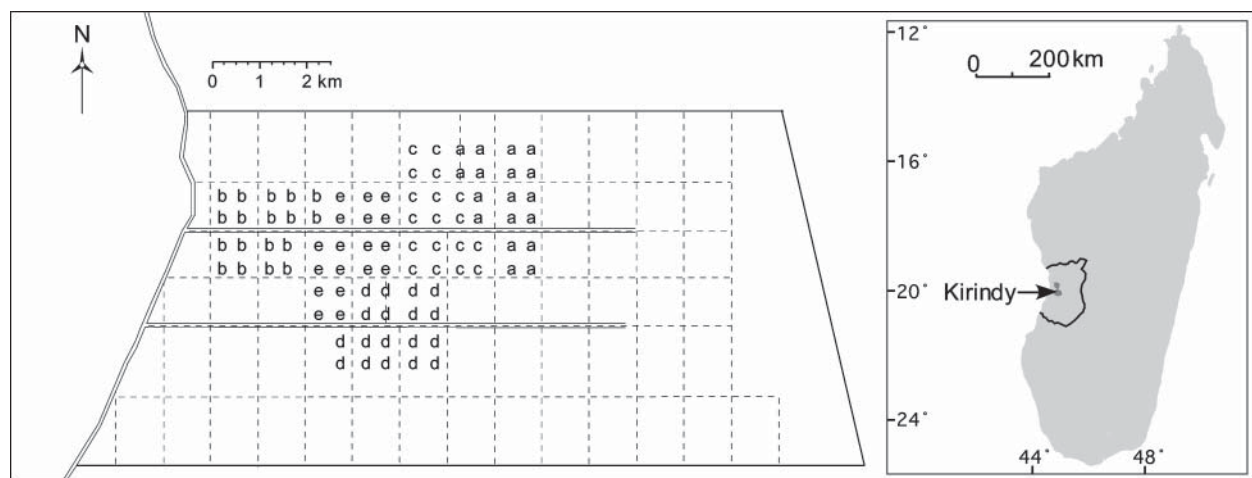 N
0 1 2 km
c c a a a a
c c a a a a
b b b b b e e e c c c a a a
b b b b b e e e c c c a a a
b b b b e e e e c c c c a a
b b b b e e e e c c c c a a
e e d d d d
e e d d d d
d d d d
d d d d
12°
0 200 km
16°
20°
Kirindy
24°
44° 48°